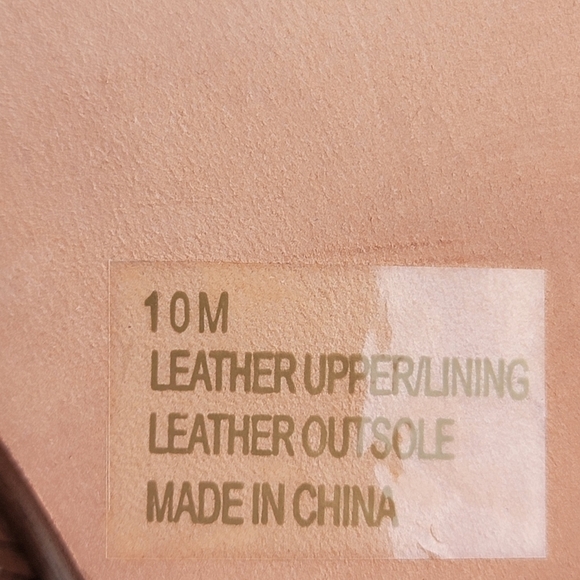 10M
LEATHER UPPER/LINING
LEATHER OUTSOLE
MADE IN CHINA